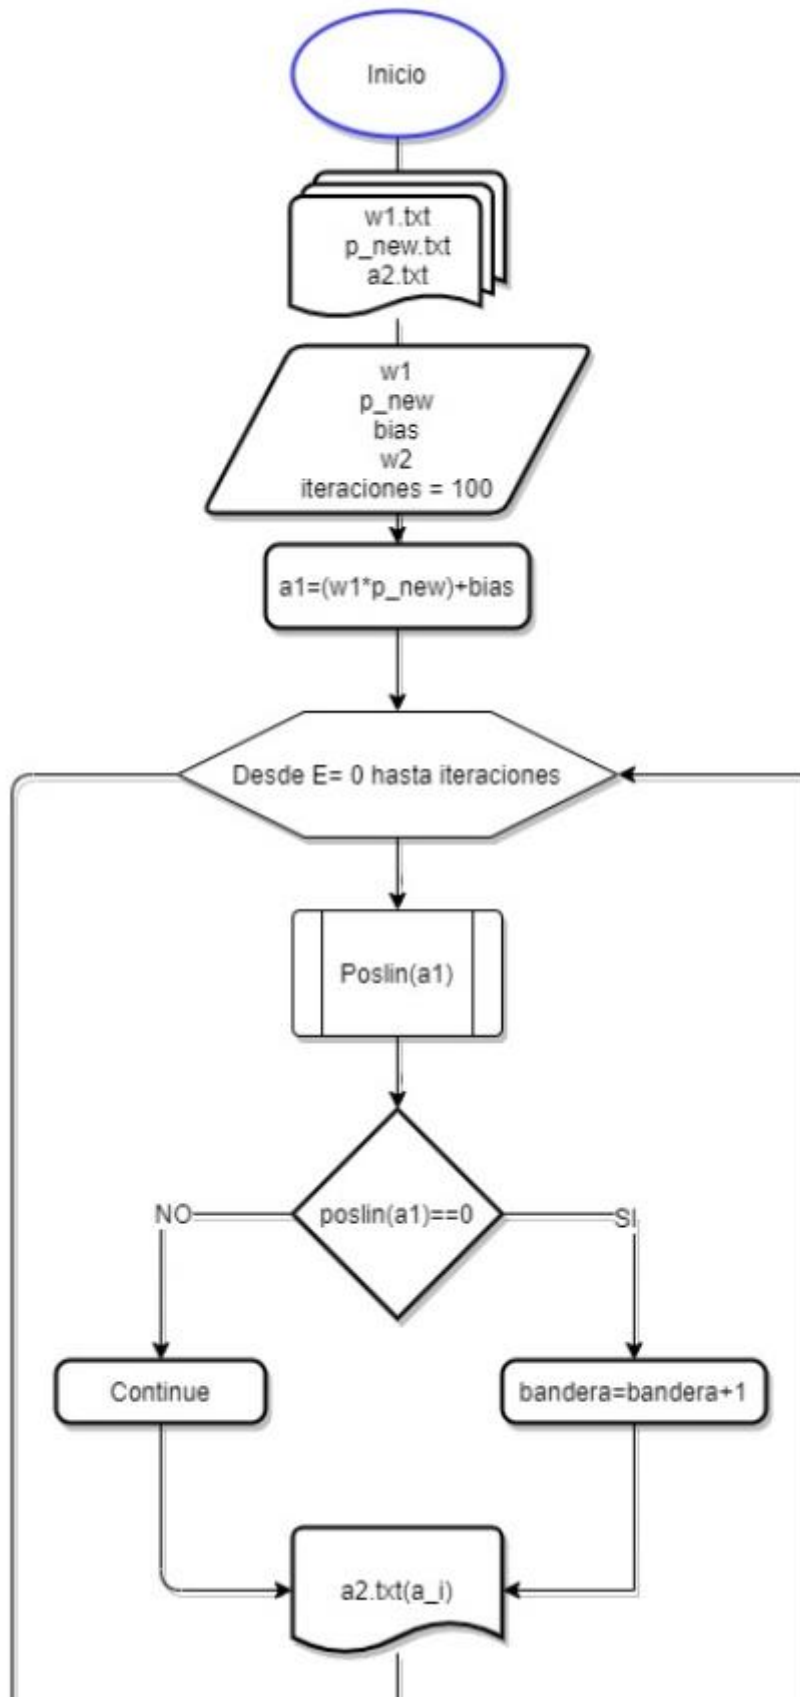 Inicio
w1.txt
p_new.txt
a2.txt
w1
p_new
bias
w2
iteraciones = 100
a1=(w1*p_new)+bias
Desde E= 0 hasta iteraciones
Poslin(a1)
poslin(a1)==0
NO
SI
Continue
bandera=bandera+1
a2.txt(a_i)